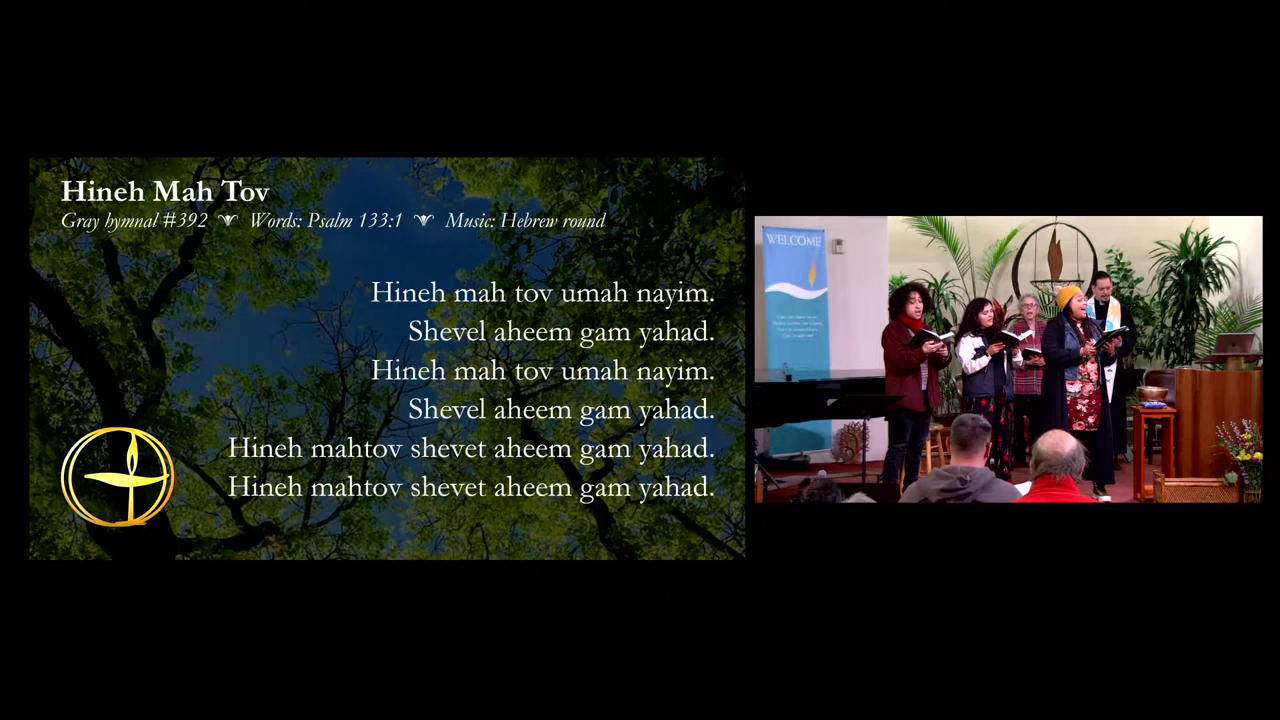 Hineh Mah Tov
Gray hymnal #392 Words: Psalm 133:1 Music: Hebrew round
Hineh mah tov umah nayim.
Shevel aheem gam yahad.
Hineh mah tov umah nayim.
Shevel aheem gam yahad.
Hineh mahtov shevet aheem gam yahad.
Hineh mahtov shevet aheem gam yahad.
WELCOME